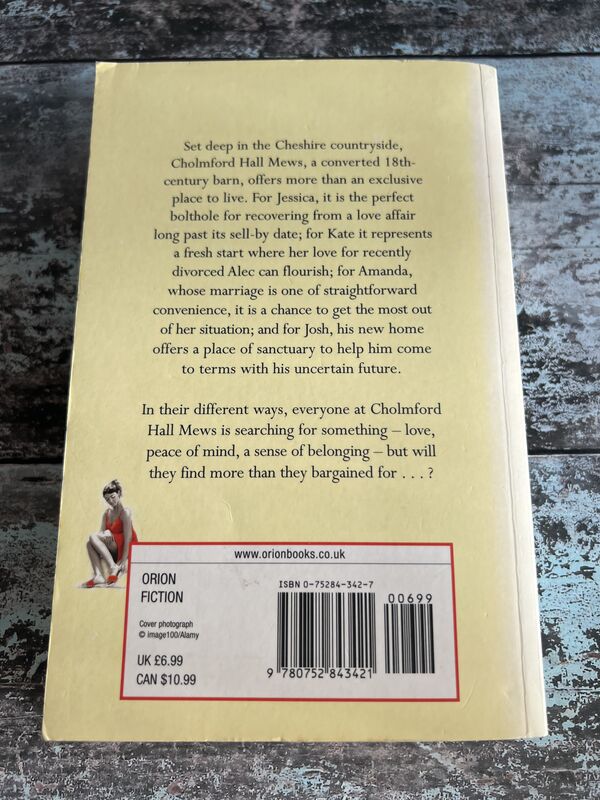 Set deep in the Cheshire countryside,
Cholmford Hall Mews, a converted 18th-
century barn, offers more than an exclusive
place to live. For Jessica, it is the perfect
bolthole for recovering from a love affair
long past its sell-by date; for Kate it represents
a fresh start where her love for recently
divorced Alec can flourish; for Amanda,
whose marriage is one of straightforward
convenience, it is a chance to get the most out
of her situation; and for Josh, his new home
offers a place of sanctuary to help him come
to terms with his uncertain future.
In their different ways, everyone at Cholmford
Hall Mews is searching for something – love,
peace of mind, a sense of belonging – but will
they find more than they bargained for . . . ?
www.orionbooks.co.uk
ORION
FICTION
Cover photograph
© image100/Alamy
UK £6.99
CAN $10.99
ISBN 0-75284-342-7
00699
9 780752 843421